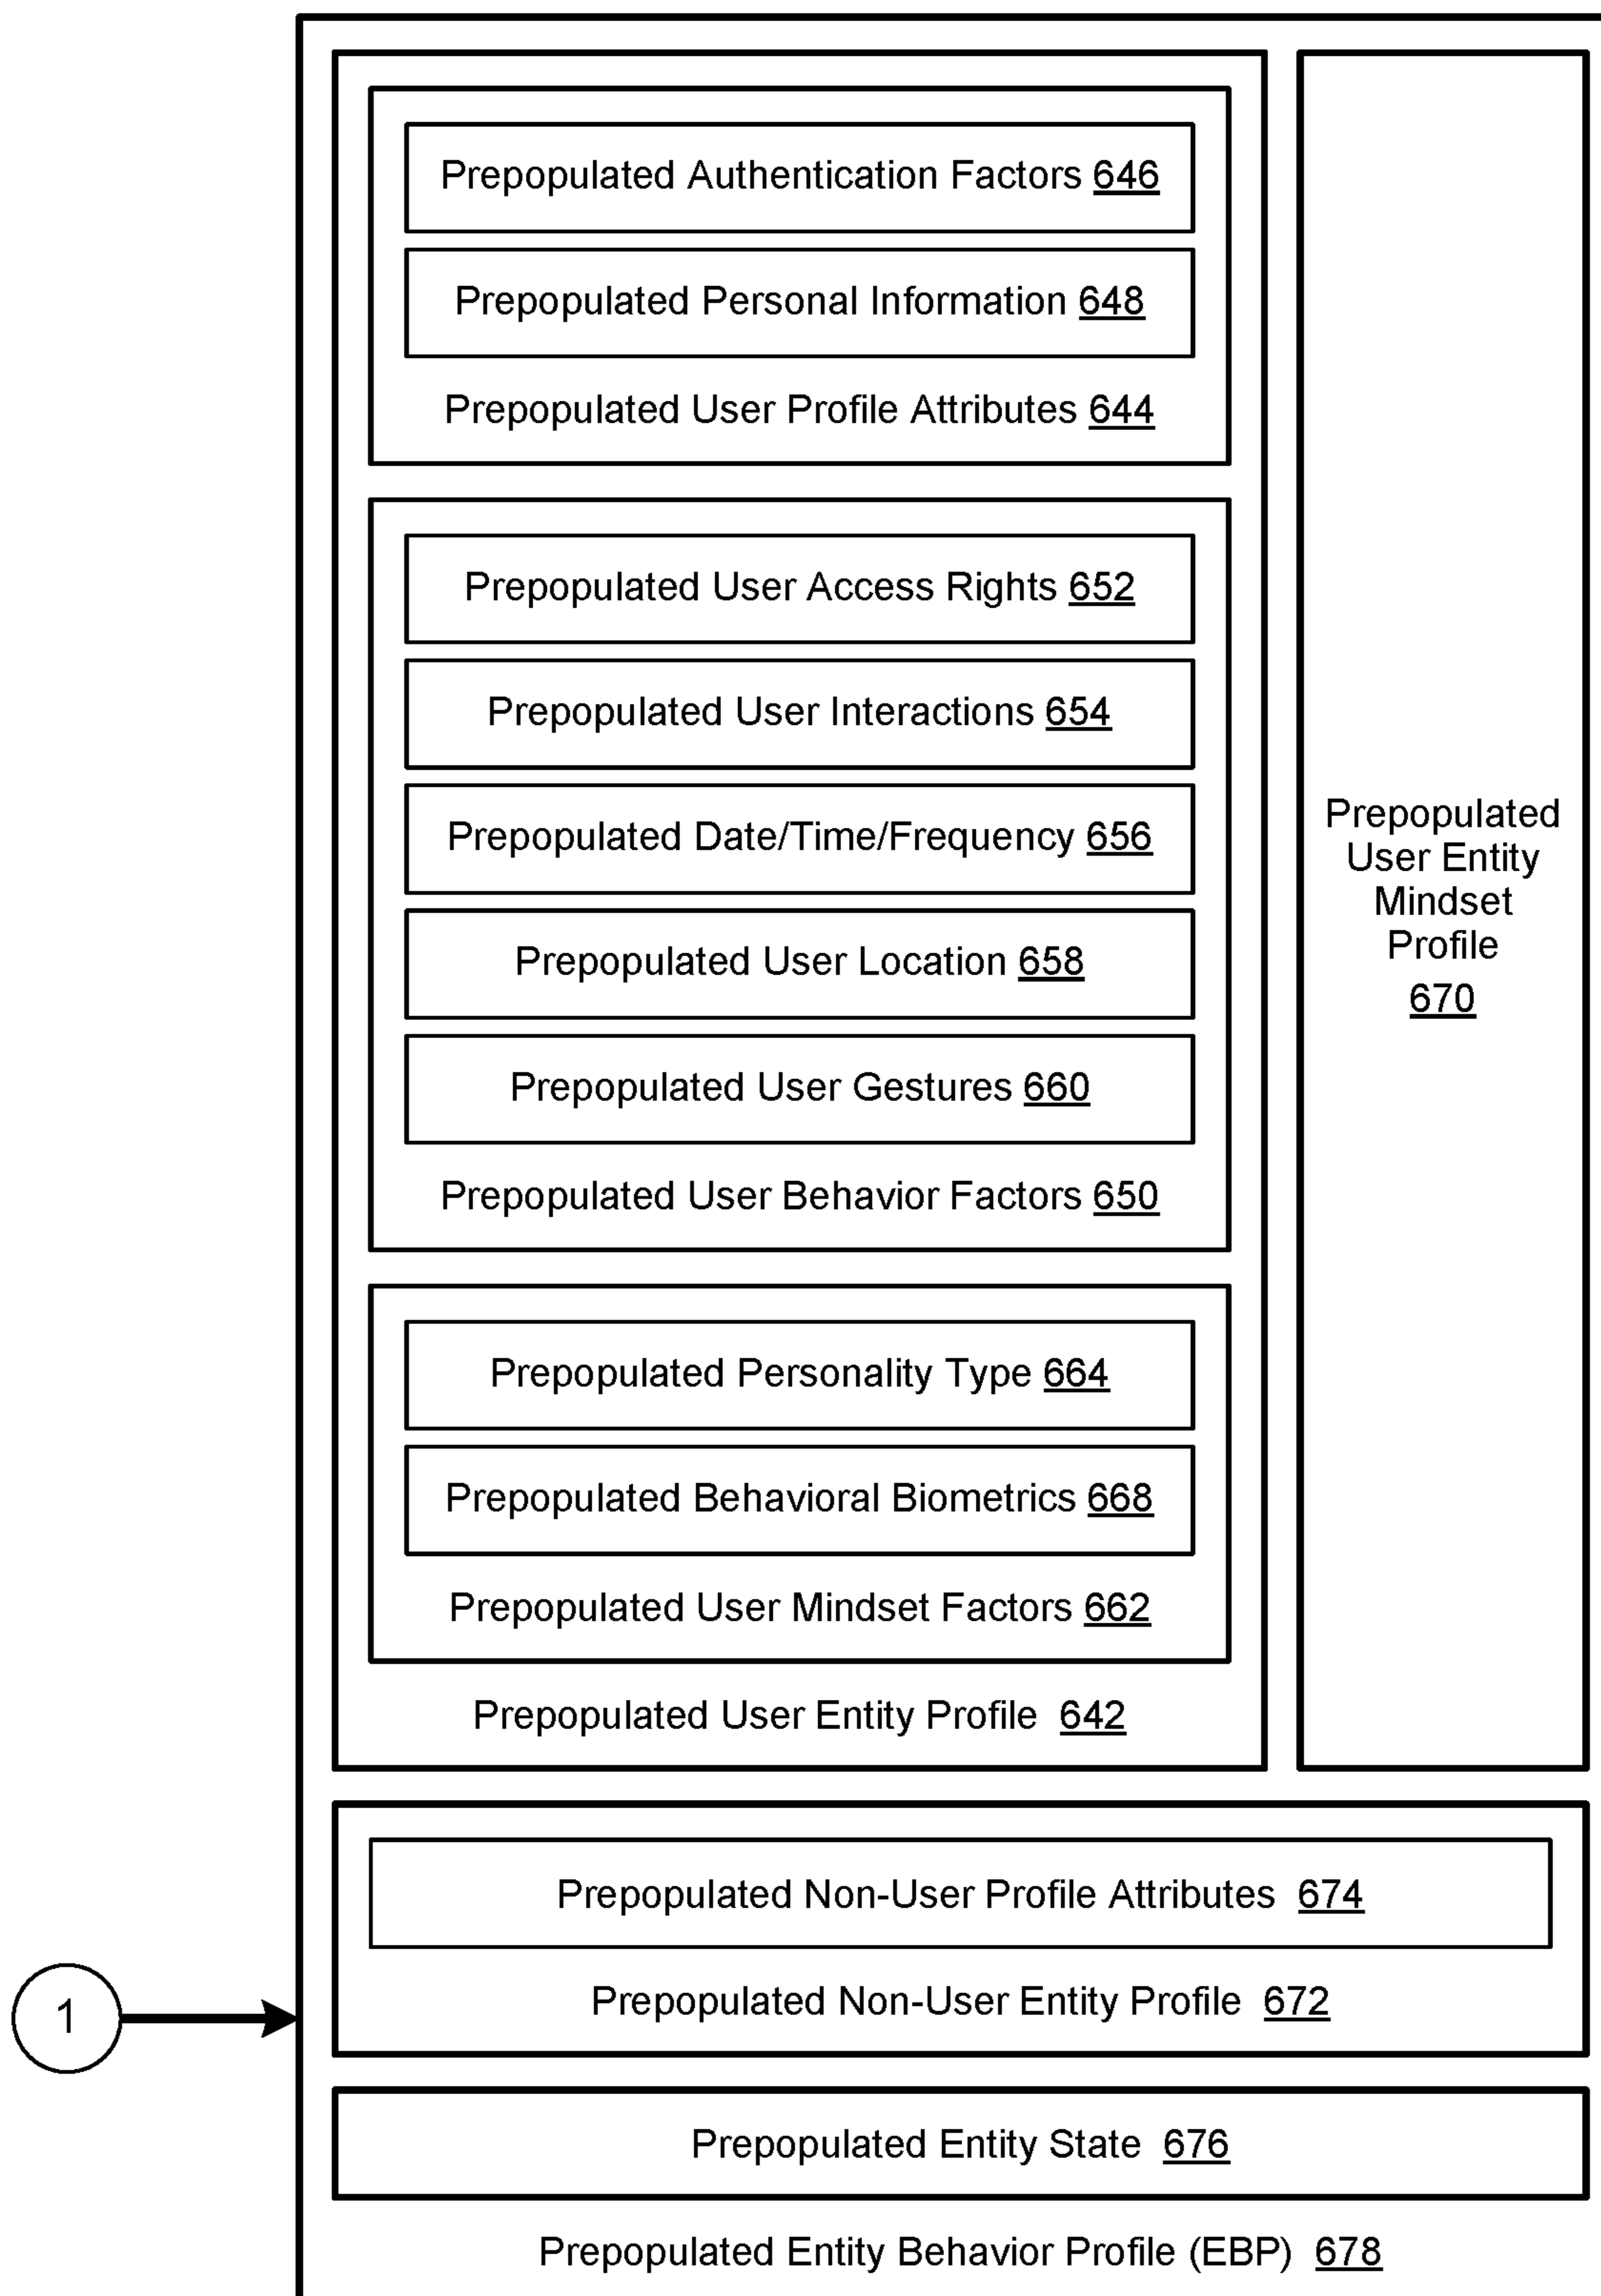 Prepopulated Authentication Factors 646
Prepopulated Personal Information 648
Prepopulated User Profile Attributes 644
Prepopulated User Access Rights 652
Prepopulated User Interactions 654
Prepopulated Date/Time/Frequency 656
Prepopulated User Location 658
Prepopulated User Gestures 660
Prepopulated User Behavior Factors 650
Prepopulated Personality Type 664
Prepopulated Behavioral Biometrics 668
Prepopulated User Mindset Factors 662
Prepopulated User Entity Profile 642
Prepopulated
User Entity
Mindset
Profile
670
Prepopulated Non-User Profile Attributes 674
Prepopulated Non-User Entity Profile 672
1
Prepopulated Entity State 676
Prepopulated Entity Behavior Profile (EBP) 678